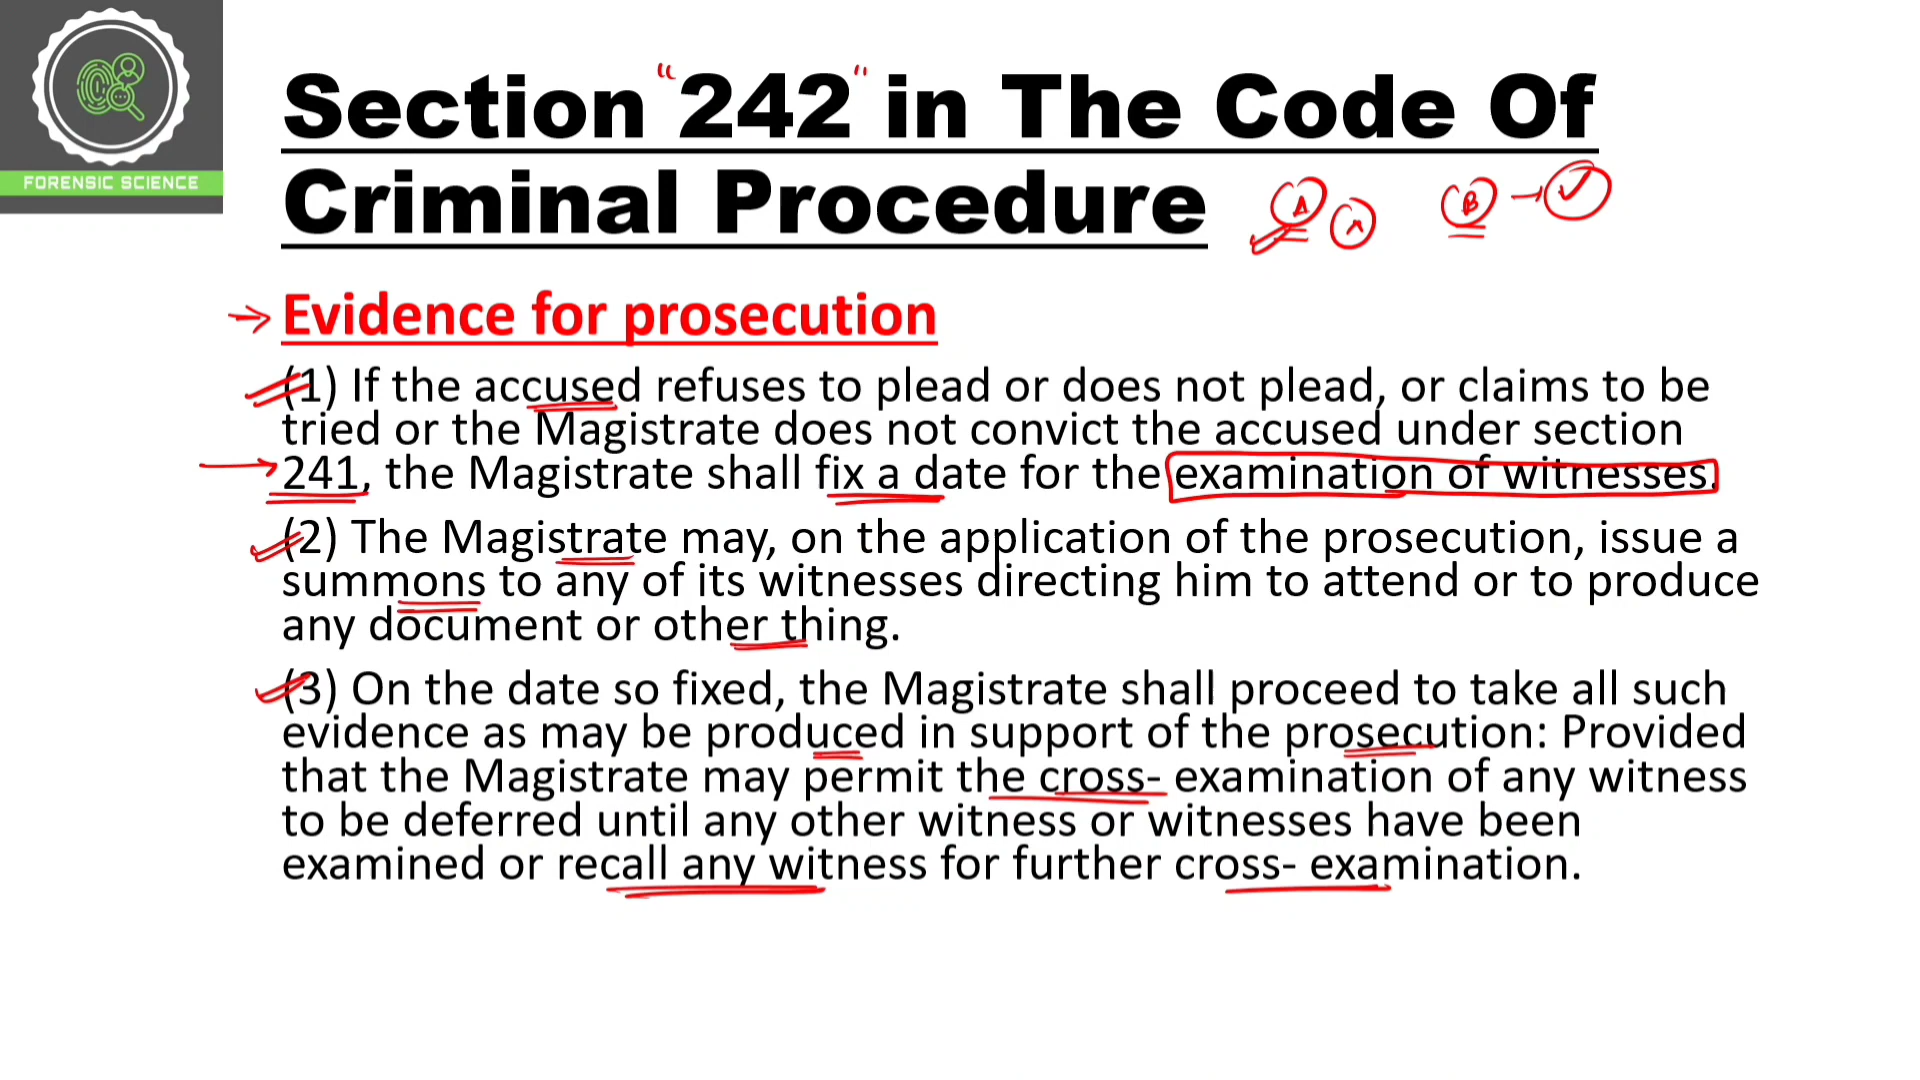 FORENSIC SCIENCE
Section "242" in The Code Of
Criminal Procedure
A B
Evidence for prosecution
(1) If the accused refuses to plead or does not plead, or claims to be
tried or the Magistrate does not convict the accused under section
241, the Magistrate shall fix a date for the examination of witnesses.
(2) The Magistrate may, on the application of the prosecution, issue a
summons to any of its witnesses directing him to attend or to produce
any document or other thing.
(3) On the date so fixed, the Magistrate shall proceed to take all such
evidence as may be produced in support of the prosecution: Provided
that the Magistrate may permit the cross- examination of any witness
to be deferred until any other witness or witnesses have been
examined or recall any witness for further cross- examination.